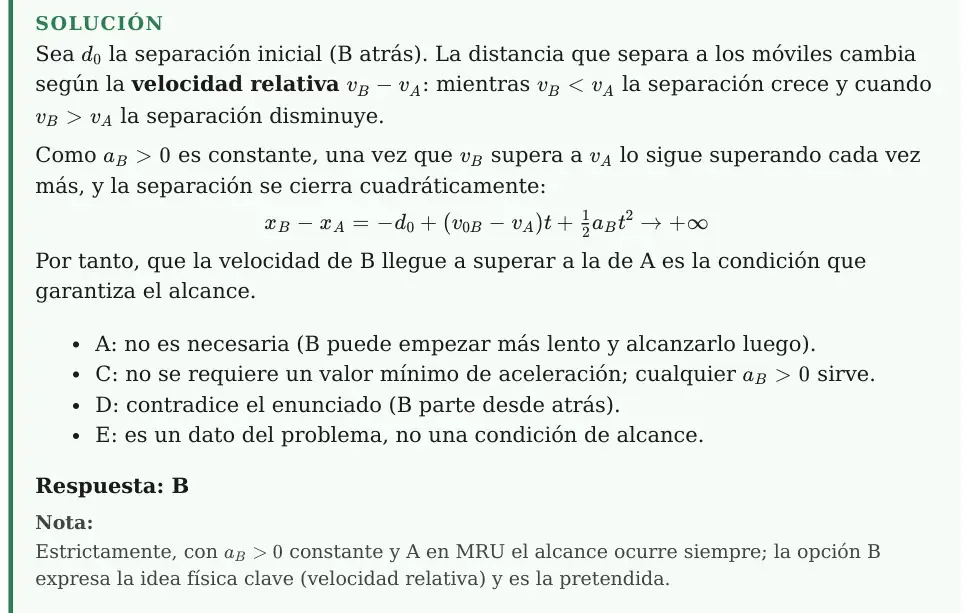 SOLUCIÓN
Sea d₀ la separación inicial (B atrás). La distancia que separa a los móviles cambia
según la velocidad relativa v_B − v_A: mientras v_B < v_A la separación crece y cuando
v_B > v_A la separación disminuye.
Como a_B > 0 es constante, una vez que v_B supera a v_A lo sigue superando cada vez
más, y la separación se cierra cuadráticamente:
x_B − x_A = −d₀ + (v_{0B} − v_A)t + ½a_Bt² → +∞
Por tanto, que la velocidad de B llegue a superar a la de A es la condición que
garantiza el alcance.
• A: no es necesaria (B puede empezar más lento y alcanzarlo luego).
• C: no se requiere un valor mínimo de aceleración; cualquier a_B > 0 sirve.
• D: contradice el enunciado (B parte desde atrás).
• E: es un dato del problema, no una condición de alcance.
Respuesta: B
Nota:
Estrictamente, con a_B > 0 constante y A en MRU el alcance ocurre siempre; la opción B
expresa la idea física clave (velocidad relativa) y es la pretendida.